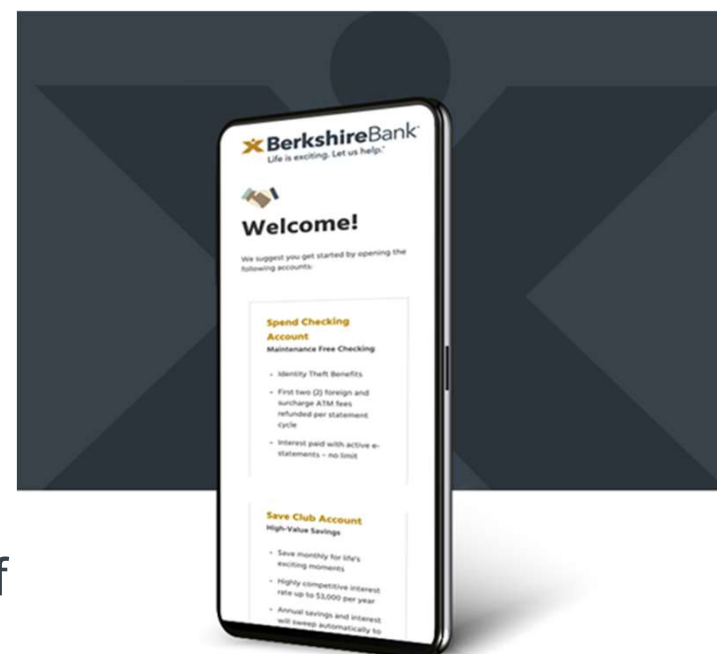 BerkshireBank
Life is exciting. Let us help.
Welcome!
We suggest you get started by opening the
following accounts:
Spend Checking
Account
Maintenance Free Checking
- Identity Theft Benefits
- First two (2) foreign and
surcharge ATM fees
refunded per statement
cycle
- Interest paid with active e-
statements – no limit
Save Club Account
High-Value Savings
- Save monthly for life's
exciting moments
- Highly competitive interest
rate up to $3,000 per year
- Annual savings and interest
will sweep automatically to
f